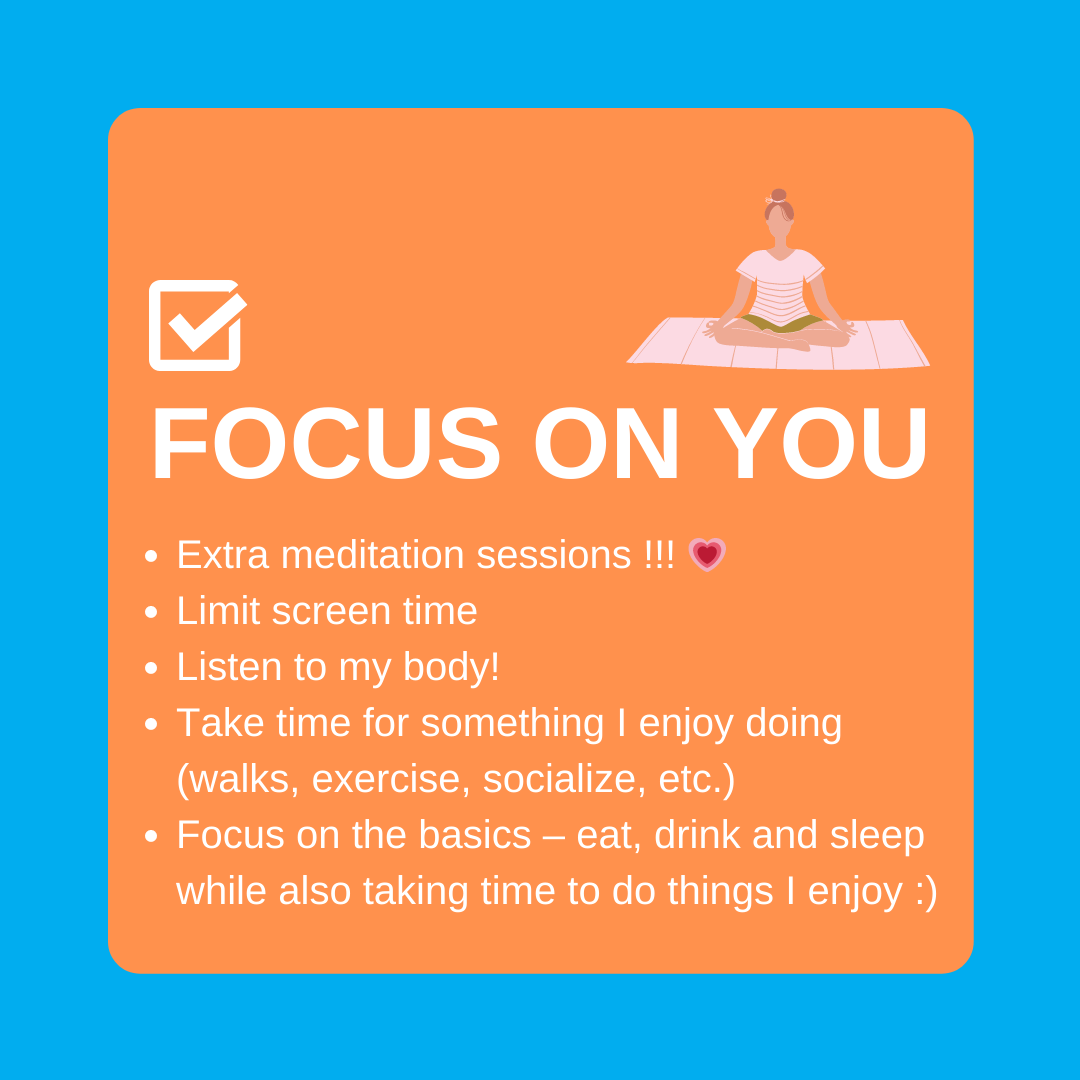 FOCUS ON YOU
• Extra meditation sessions !!! 💗
• Limit screen time
• Listen to my body!
• Take time for something I enjoy doing
(walks, exercise, socialize, etc.)
• Focus on the basics – eat, drink and sleep
while also taking time to do things I enjoy :)